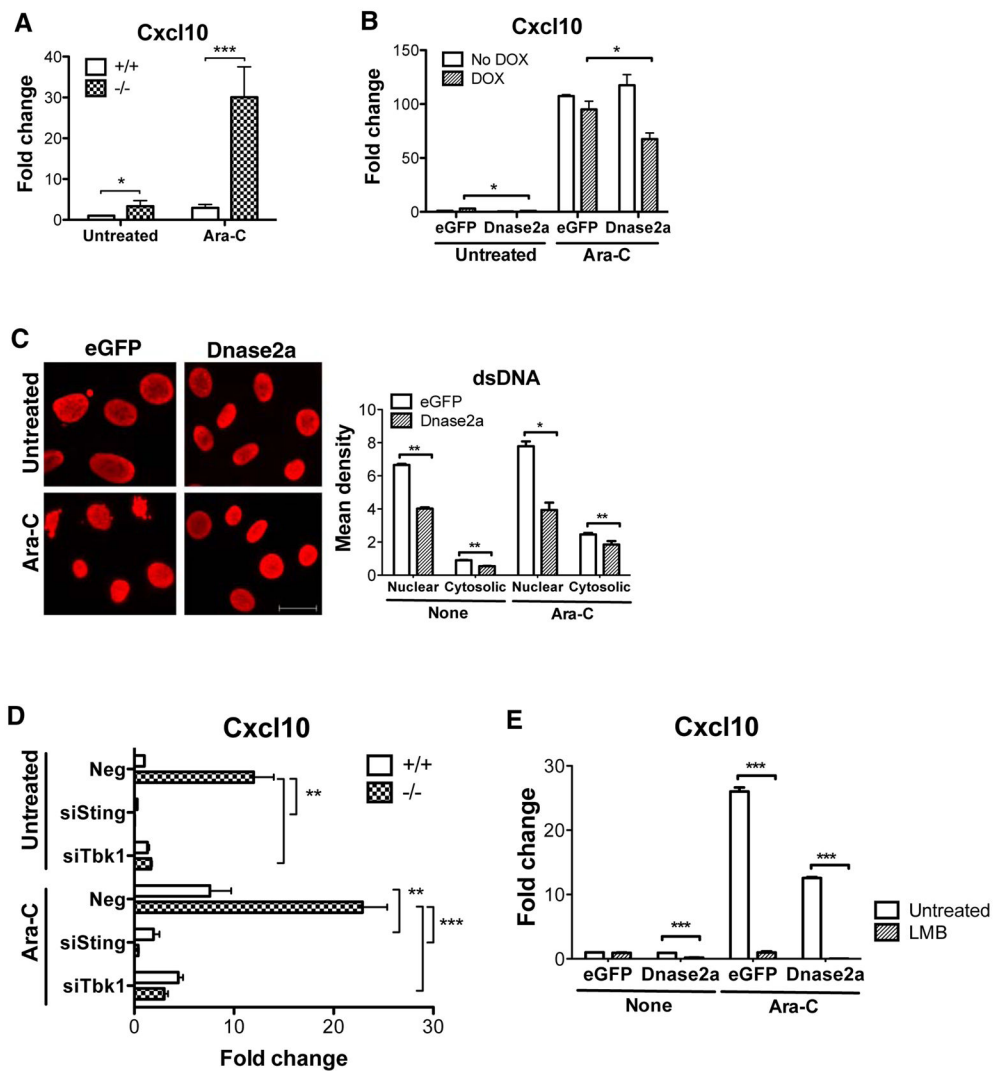 A
Cxcl10
Fold change
40
30
20
10
0
+/+
-/-
***
*
Untreated
Ara-C
B
Cxcl10
Fold change
150
100
50
0
No DOX
DOX
*
*
eGFP Dnase2a eGFP Dnase2a
Untreated Ara-C
C
eGFP Dnase2a
Untreated
Ara-C
dsDNA
Mean density
10
8
6
4
2
0
eGFP
Dnase2a
**
**
*
**
Nuclear Cytosolic Nuclear Cytosolic
None Ara-C
D
Cxcl10
+/+
-/-
Untreated
Neg
siSting
siTbk1
**
Ara-C
Neg
siSting
siTbk1
**
***
0 10 20 30
Fold change
E
Cxcl10
Fold change
30
20
10
0
***
***
***
Untreated
LMB
eGFP Dnase2a eGFP Dnase2a
None Ara-C